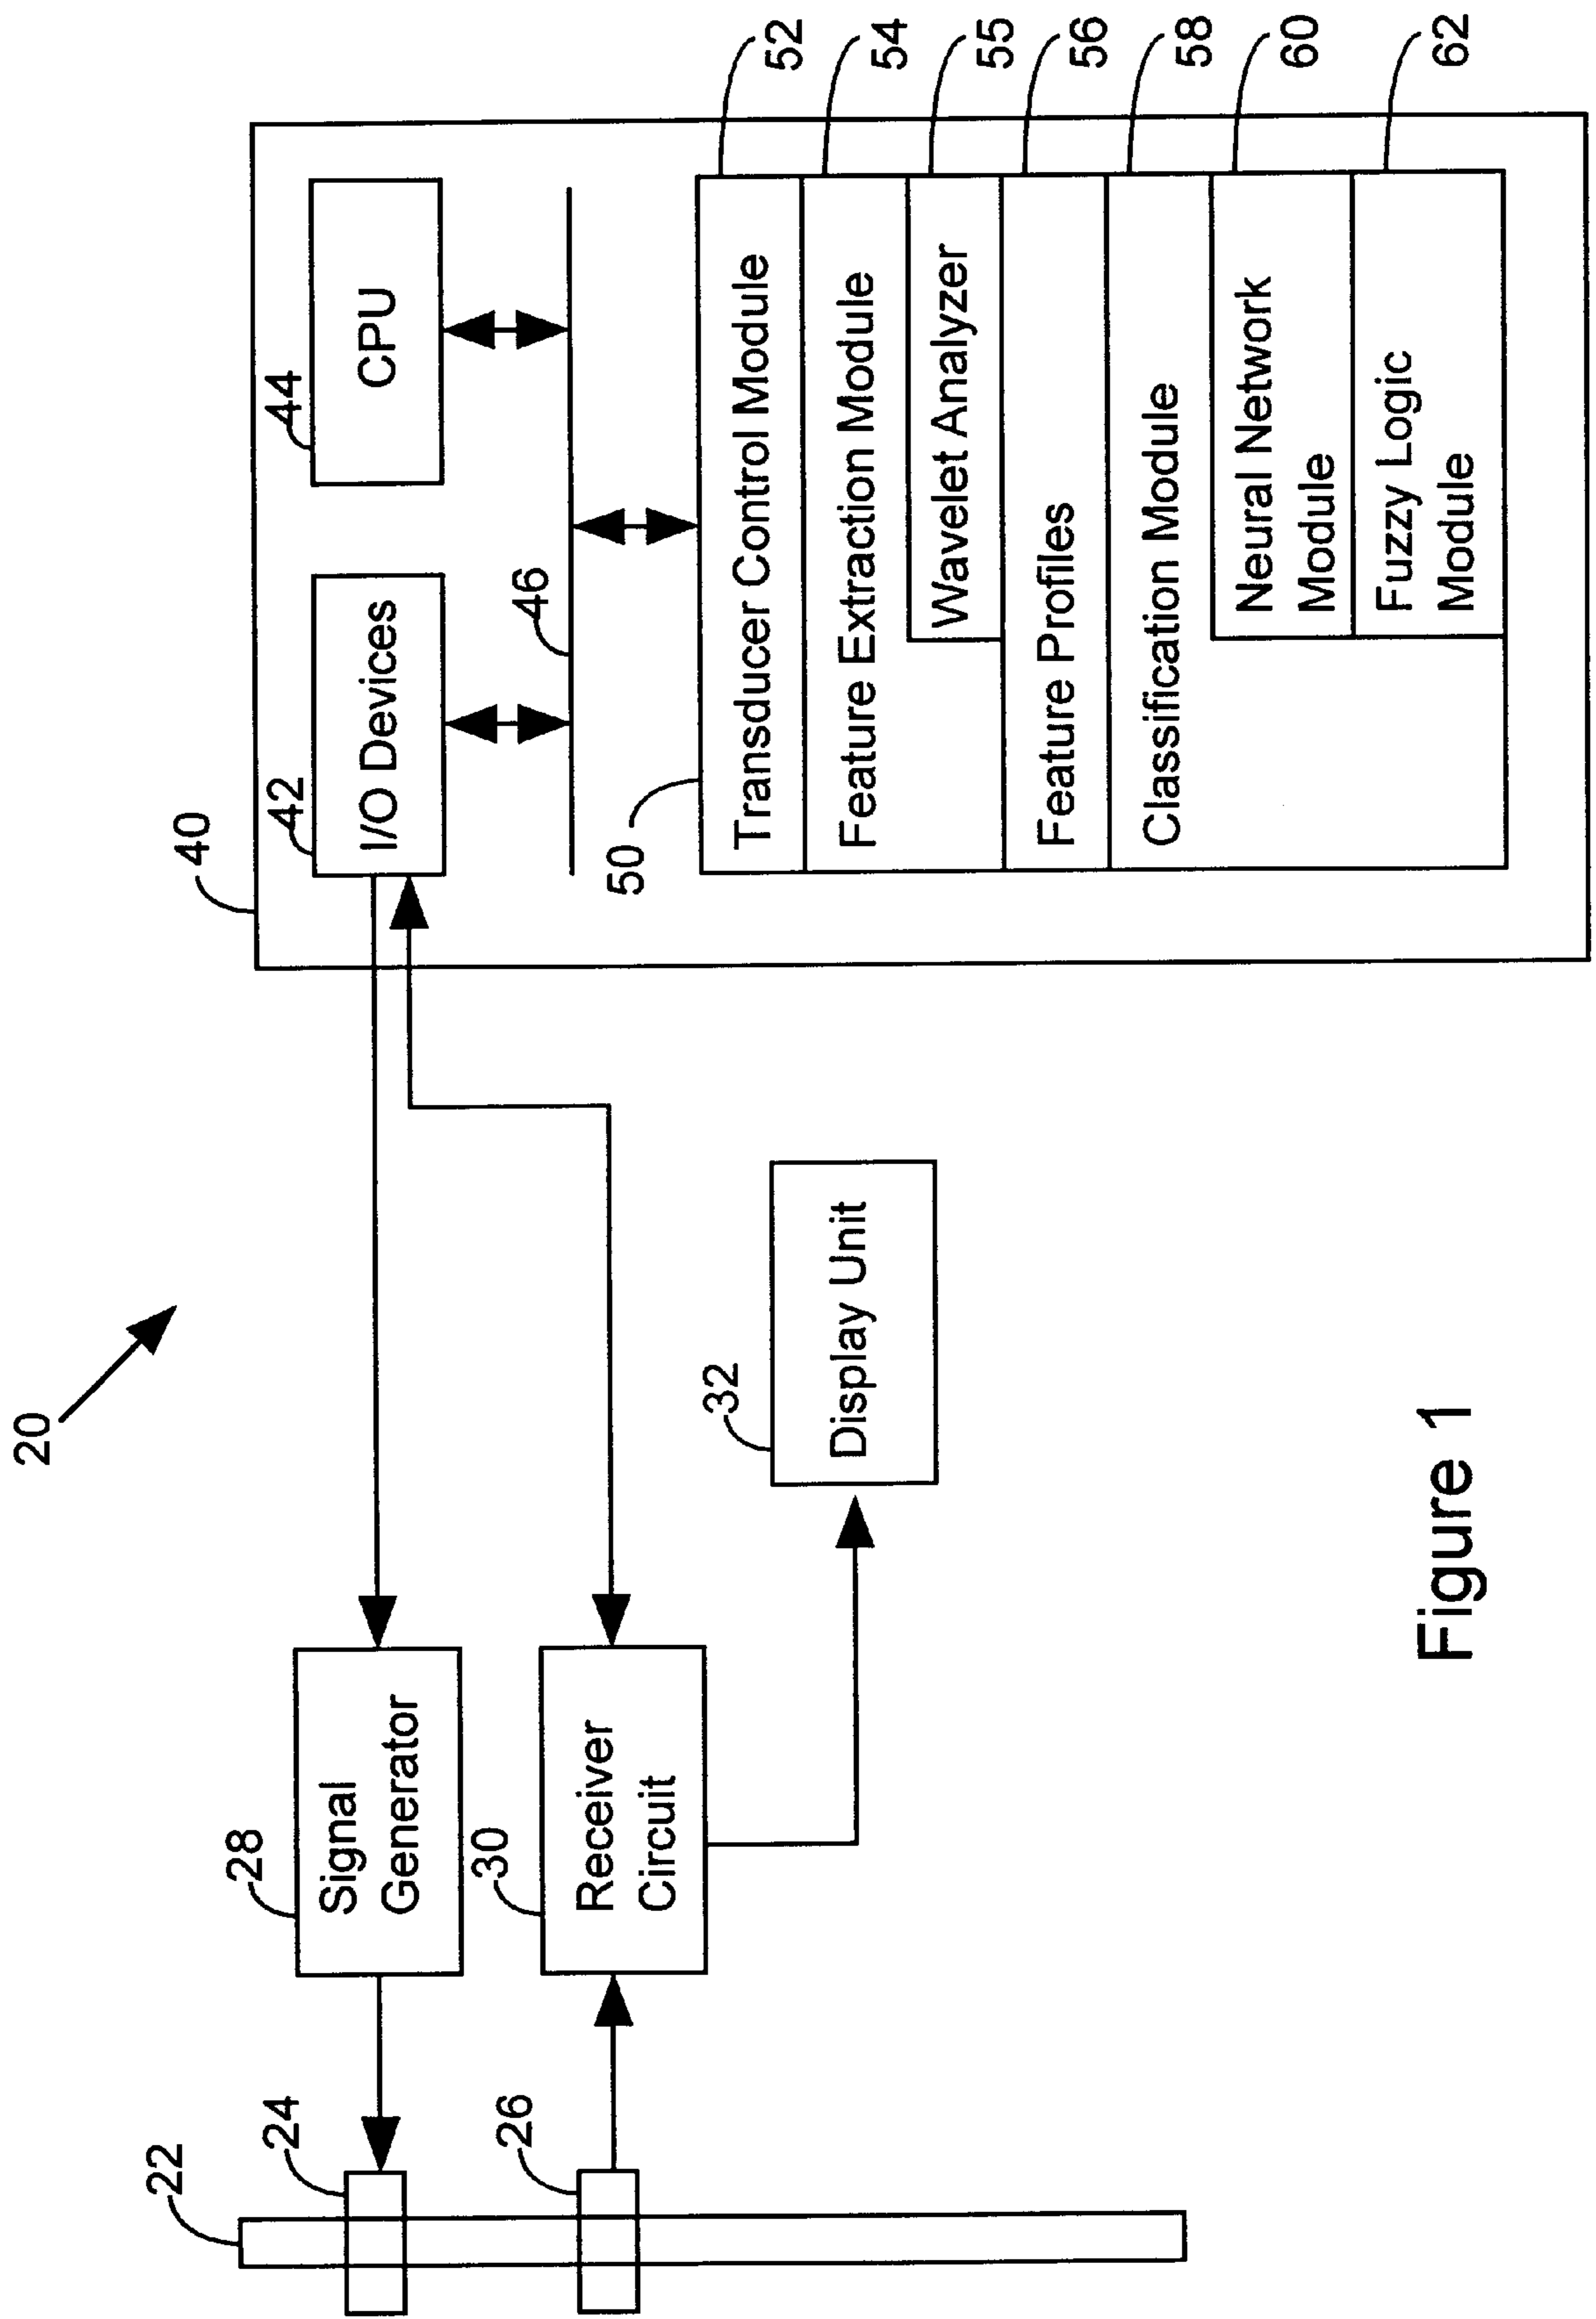 20
22
24
28
Signal
Generator
26
30
Receiver
Circuit
32
Display Unit
40
42
I/O Devices
44
CPU
46
50
Transducer Control Module
52
Feature Extraction Module
54
Wavelet Analyzer
55
Feature Profiles
56
Classification Module
58
Neural Network
Module
60
Fuzzy Logic
Module
62
Figure 1